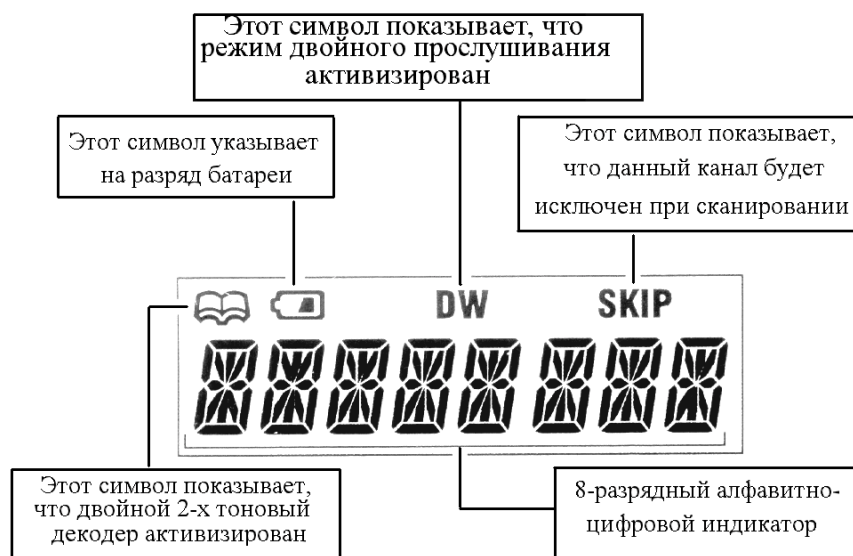 Этот символ показывает, что
режим двойного прослушивания
активизирован
Этот символ указывает
на разряд батареи
Этот символ показывает,
что данный канал будет
исключен при сканировании
DW
SKIP
Этот символ показывает,
что двойной 2-х тоновый
декодер активизирован
8-разрядный алфавитно-
цифровой индикатор